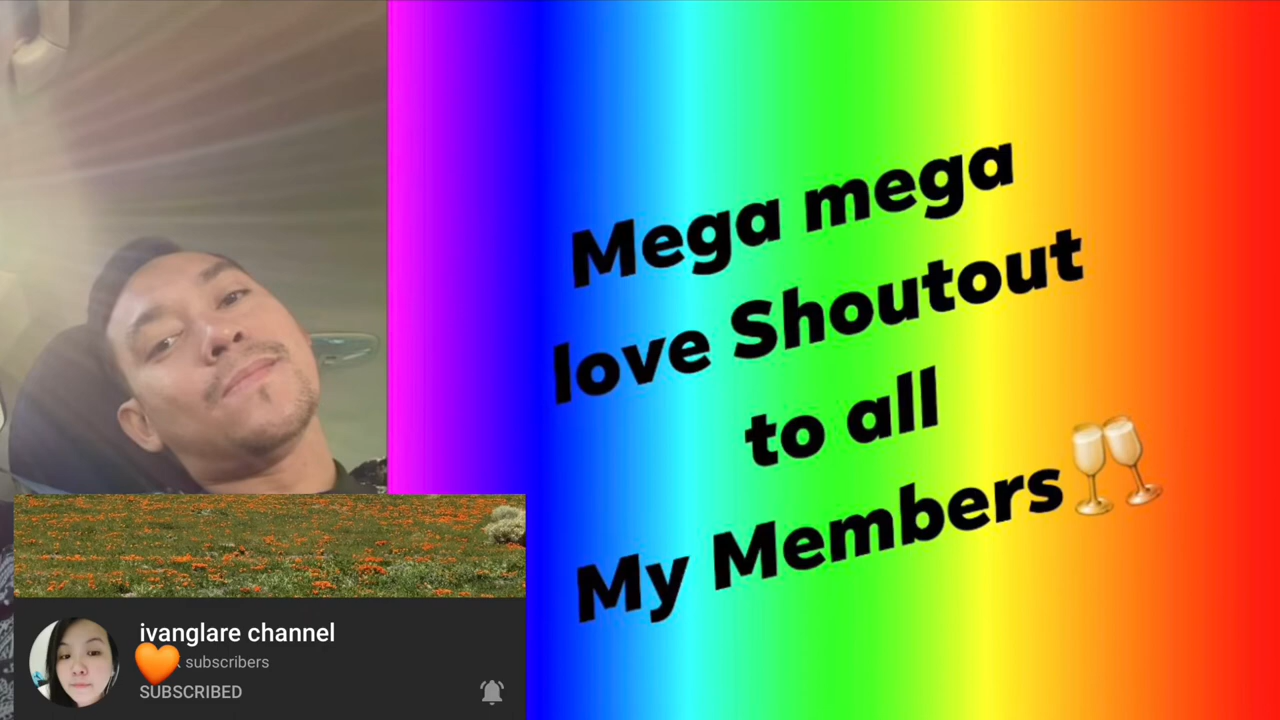 Mega mega
love Shoutout
to all
My Members🥂
ivanglare channel
subscribers
SUBSCRIBED